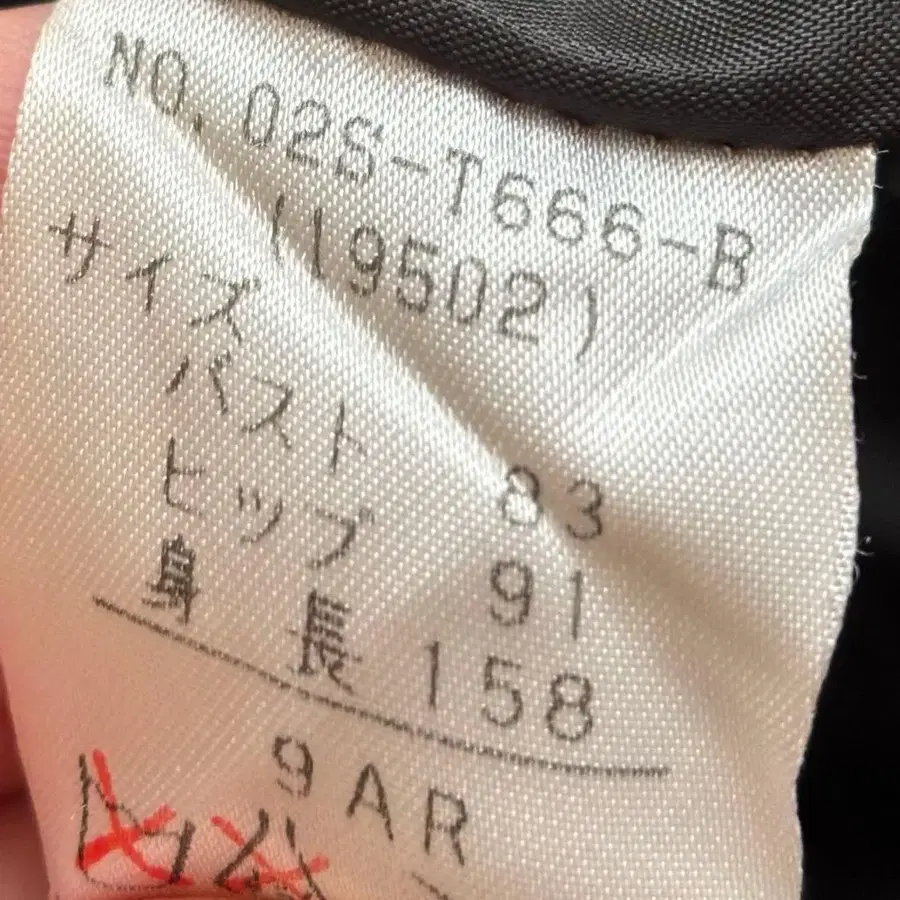 NO. 02S-T666-B
(19502)
サイズ
バスト 83
ヒップ 91
身長 158
9AR